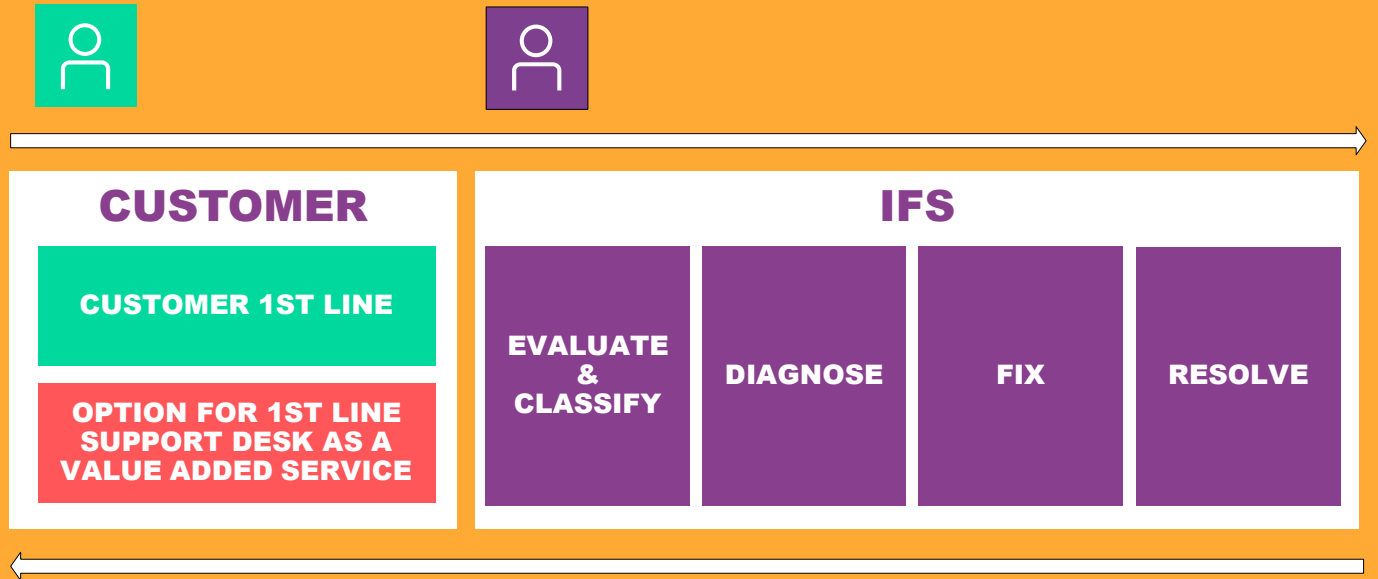 CUSTOMER
CUSTOMER 1ST LINE
OPTION FOR 1ST LINE
SUPPORT DESK AS A
VALUE ADDED SERVICE
IFS
EVALUATE
&
CLASSIFY
DIAGNOSE
FIX
RESOLVE